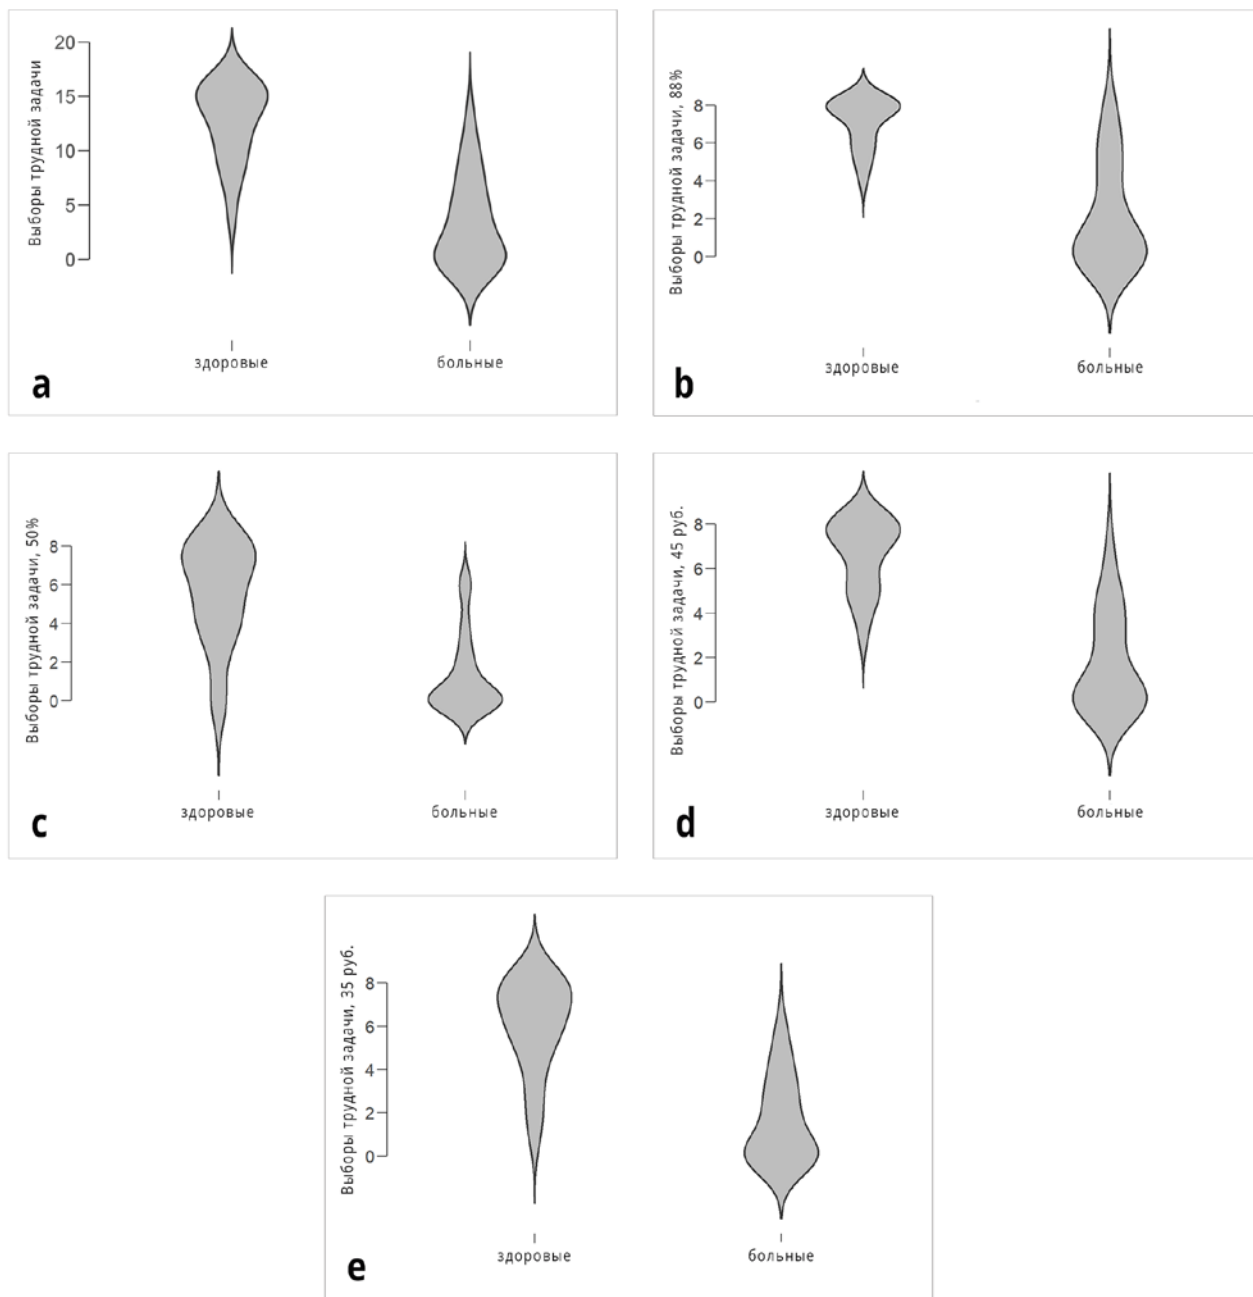 Выборы трудной задачи
20
15
10
5
0
здоровые
больные
a
Выборы трудной задачи, 88%
8
6
4
2
0
здоровые
больные
b
Выборы трудной задачи, 50%
8
6
4
2
0
здоровые
больные
c
Выборы трудной задачи, 45 руб.
8
6
4
2
0
здоровые
больные
d
Выборы трудной задачи, 35 руб.
8
6
4
2
0
здоровые
больные
e